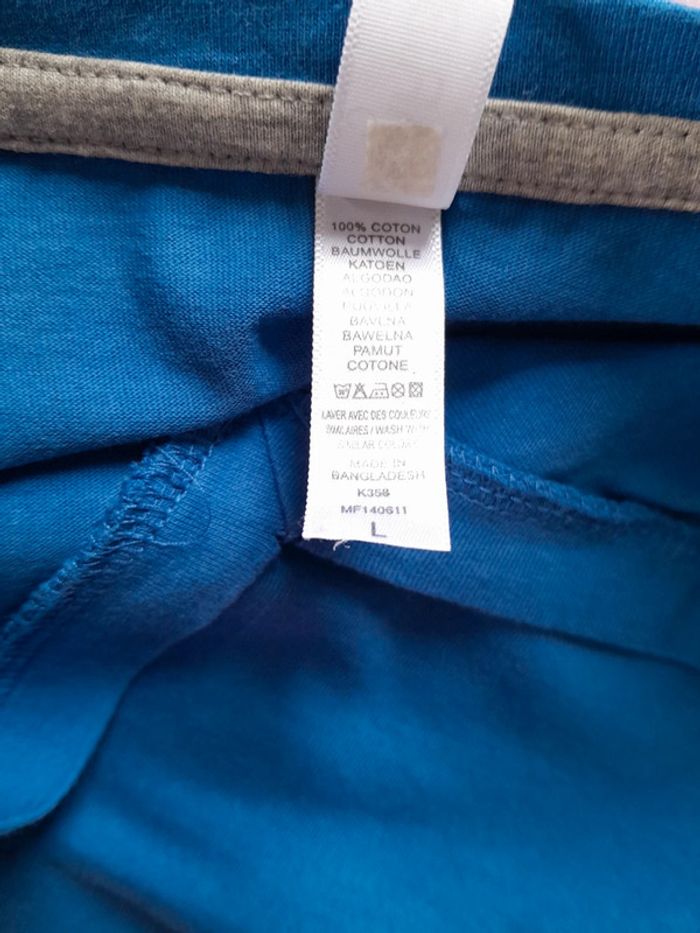 100% COTON
COTTON
BAUMWOLLE
KATOEN
ALGODAO
ALGODON
BAVLNA
BAWELNA
PAMUT
COTONE
LAVER AVEC DES COULEURS
SIMILAIRES / WASH WITH
SIMILAR COLORS
MADE IN
BANGLADESH
K358
MF140611
L